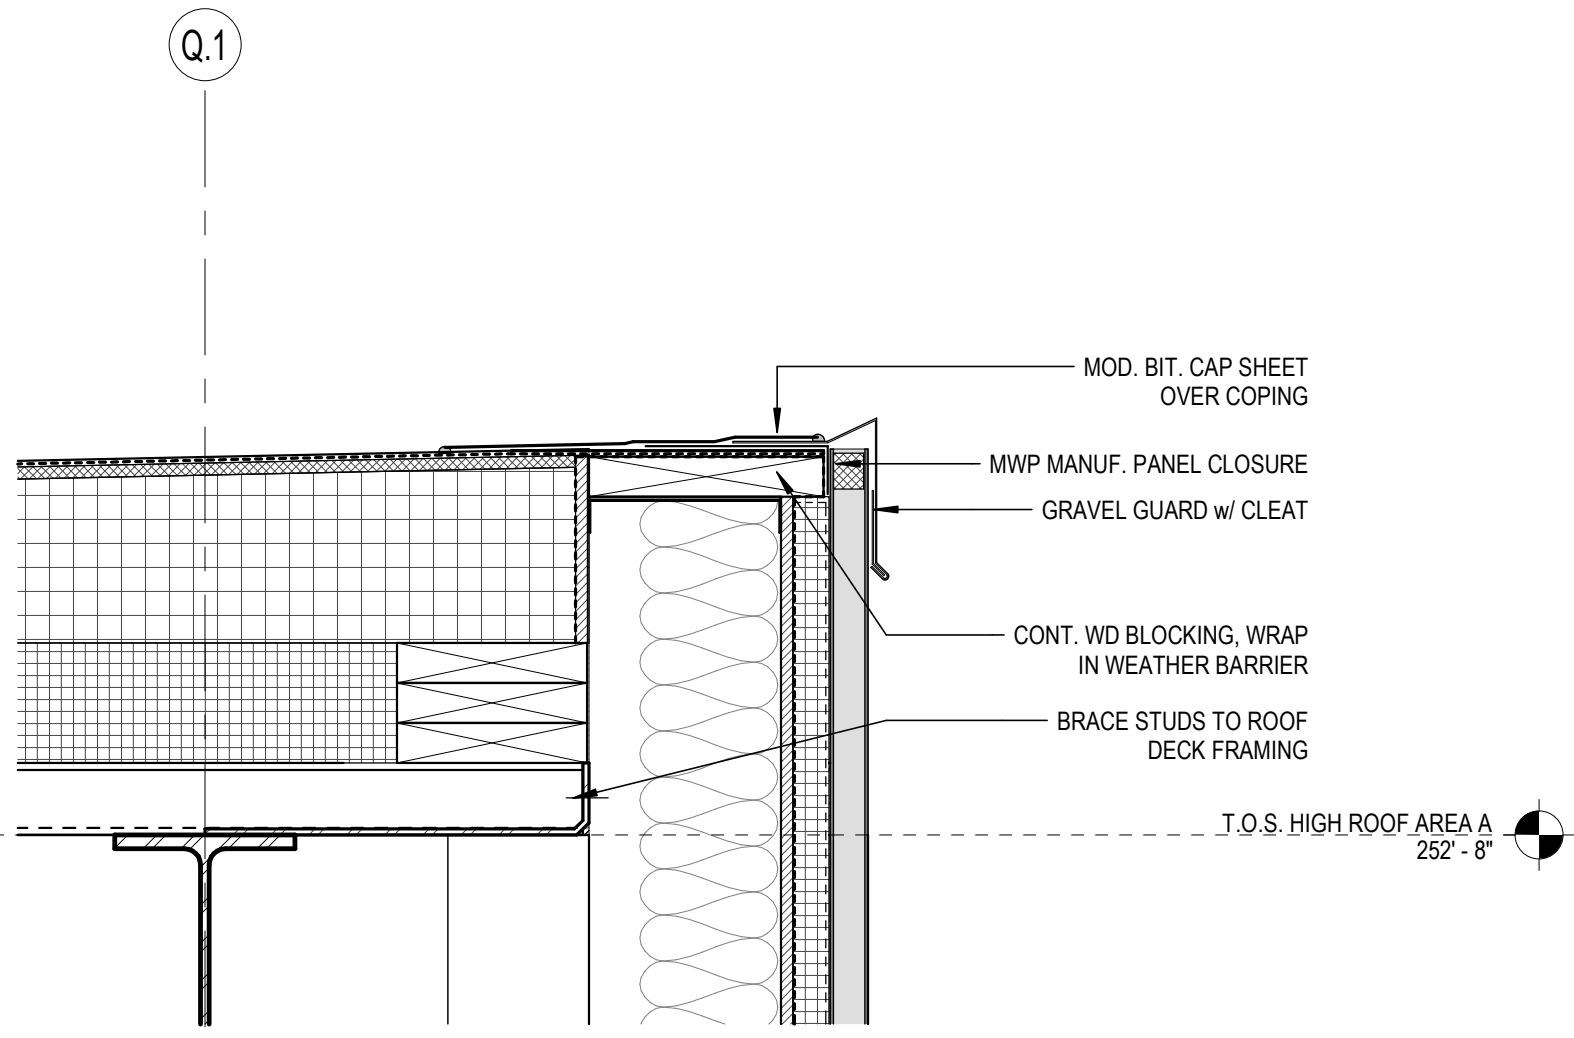 Q.1
MOD. BIT. CAP SHEET
OVER COPING
MWP MANUF. PANEL CLOSURE
GRAVEL GUARD w/ CLEAT
CONT. WD BLOCKING, WRAP
IN WEATHER BARRIER
BRACE STUDS TO ROOF
DECK FRAMING
T.O.S. HIGH ROOF AREA A
252' - 8"